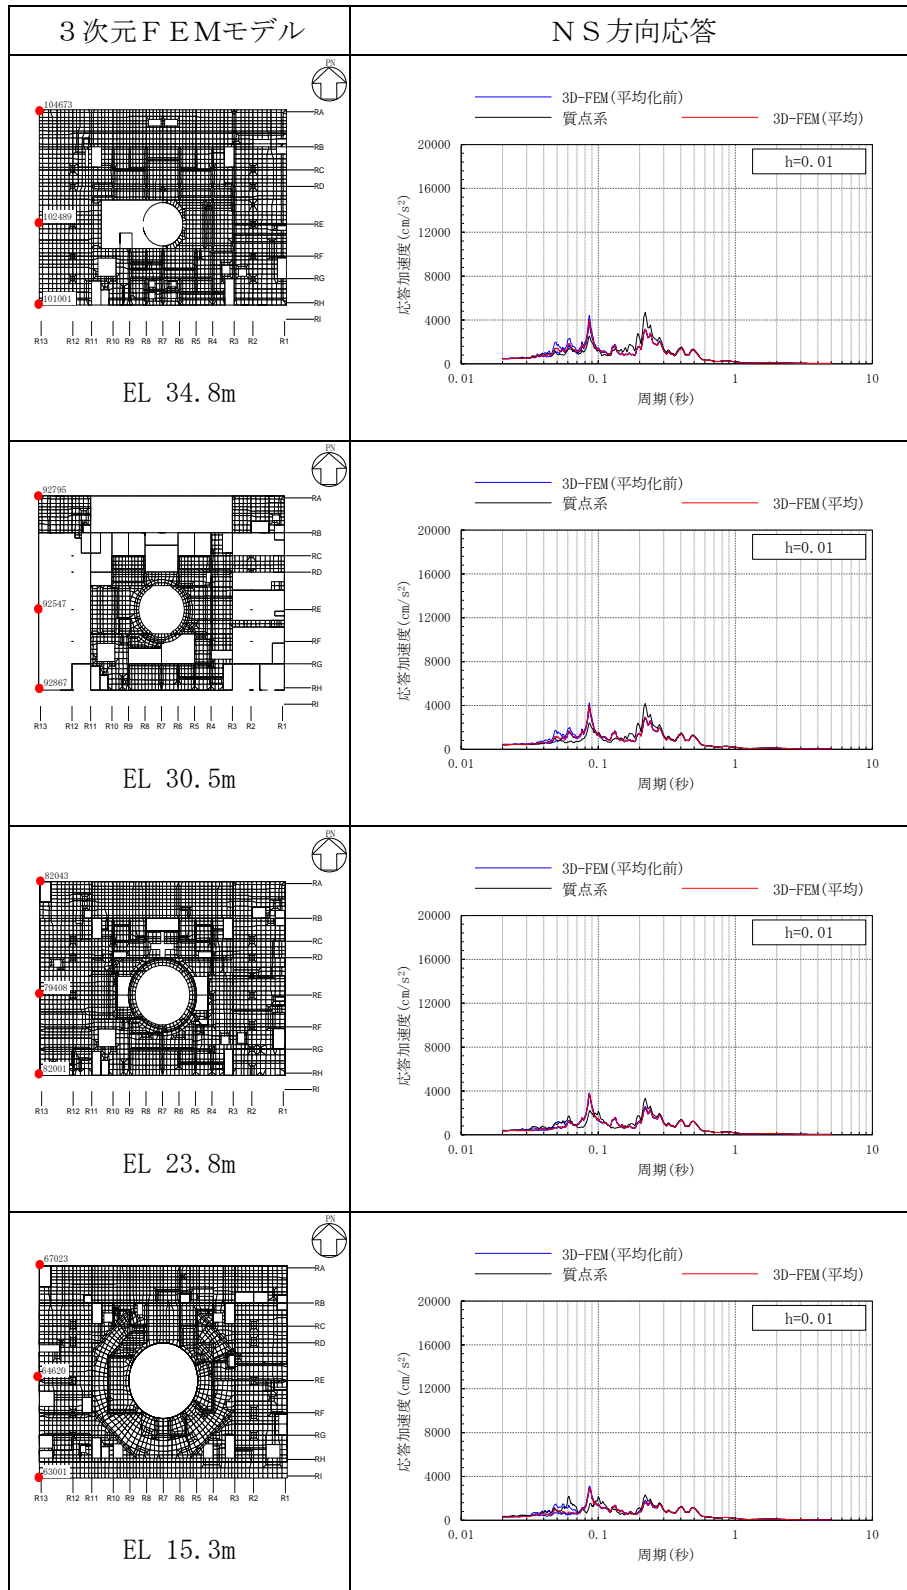 ３次元ＦＥＭモデル
ＮＳ方向応答
PN
104673
102489
101001
RA
RB
RC
RD
RE
RF
RG
RH
RI
R13 R12 R11 R10 R9 R8 R7 R6 R5 R4 R3 R2 R1
EL 34.8m
3D-FEM(平均化前)
質点系 3D-FEM(平均)
h=0.01
応答加速度(cm/s²)
20000
16000
12000
8000
4000
0
0.01 0.1 1 10
周期(秒)
PN
92795
92547
92867
RA
RB
RC
RD
RE
RF
RG
RH
RI
R13 R12 R11 R10 R9 R8 R7 R6 R5 R4 R3 R2 R1
EL 30.5m
3D-FEM(平均化前)
質点系 3D-FEM(平均)
h=0.01
応答加速度(cm/s²)
20000
16000
12000
8000
4000
0
0.01 0.1 1 10
周期(秒)
PN
82043
79408
82001
RA
RB
RC
RD
RE
RF
RG
RH
RI
R13 R12 R11 R10 R9 R8 R7 R6 R5 R4 R3 R2 R1
EL 23.8m
3D-FEM(平均化前)
質点系 3D-FEM(平均)
h=0.01
応答加速度(cm/s²)
20000
16000
12000
8000
4000
0
0.01 0.1 1 10
周期(秒)
PN
67023
64620
63001
RA
RB
RC
RD
RE
RF
RG
RH
RI
R13 R12 R11 R10 R9 R8 R7 R6 R5 R4 R3 R2 R1
EL 15.3m
3D-FEM(平均化前)
質点系 3D-FEM(平均)
h=0.01
応答加速度(cm/s²)
20000
16000
12000
8000
4000
0
0.01 0.1 1 10
周期(秒)